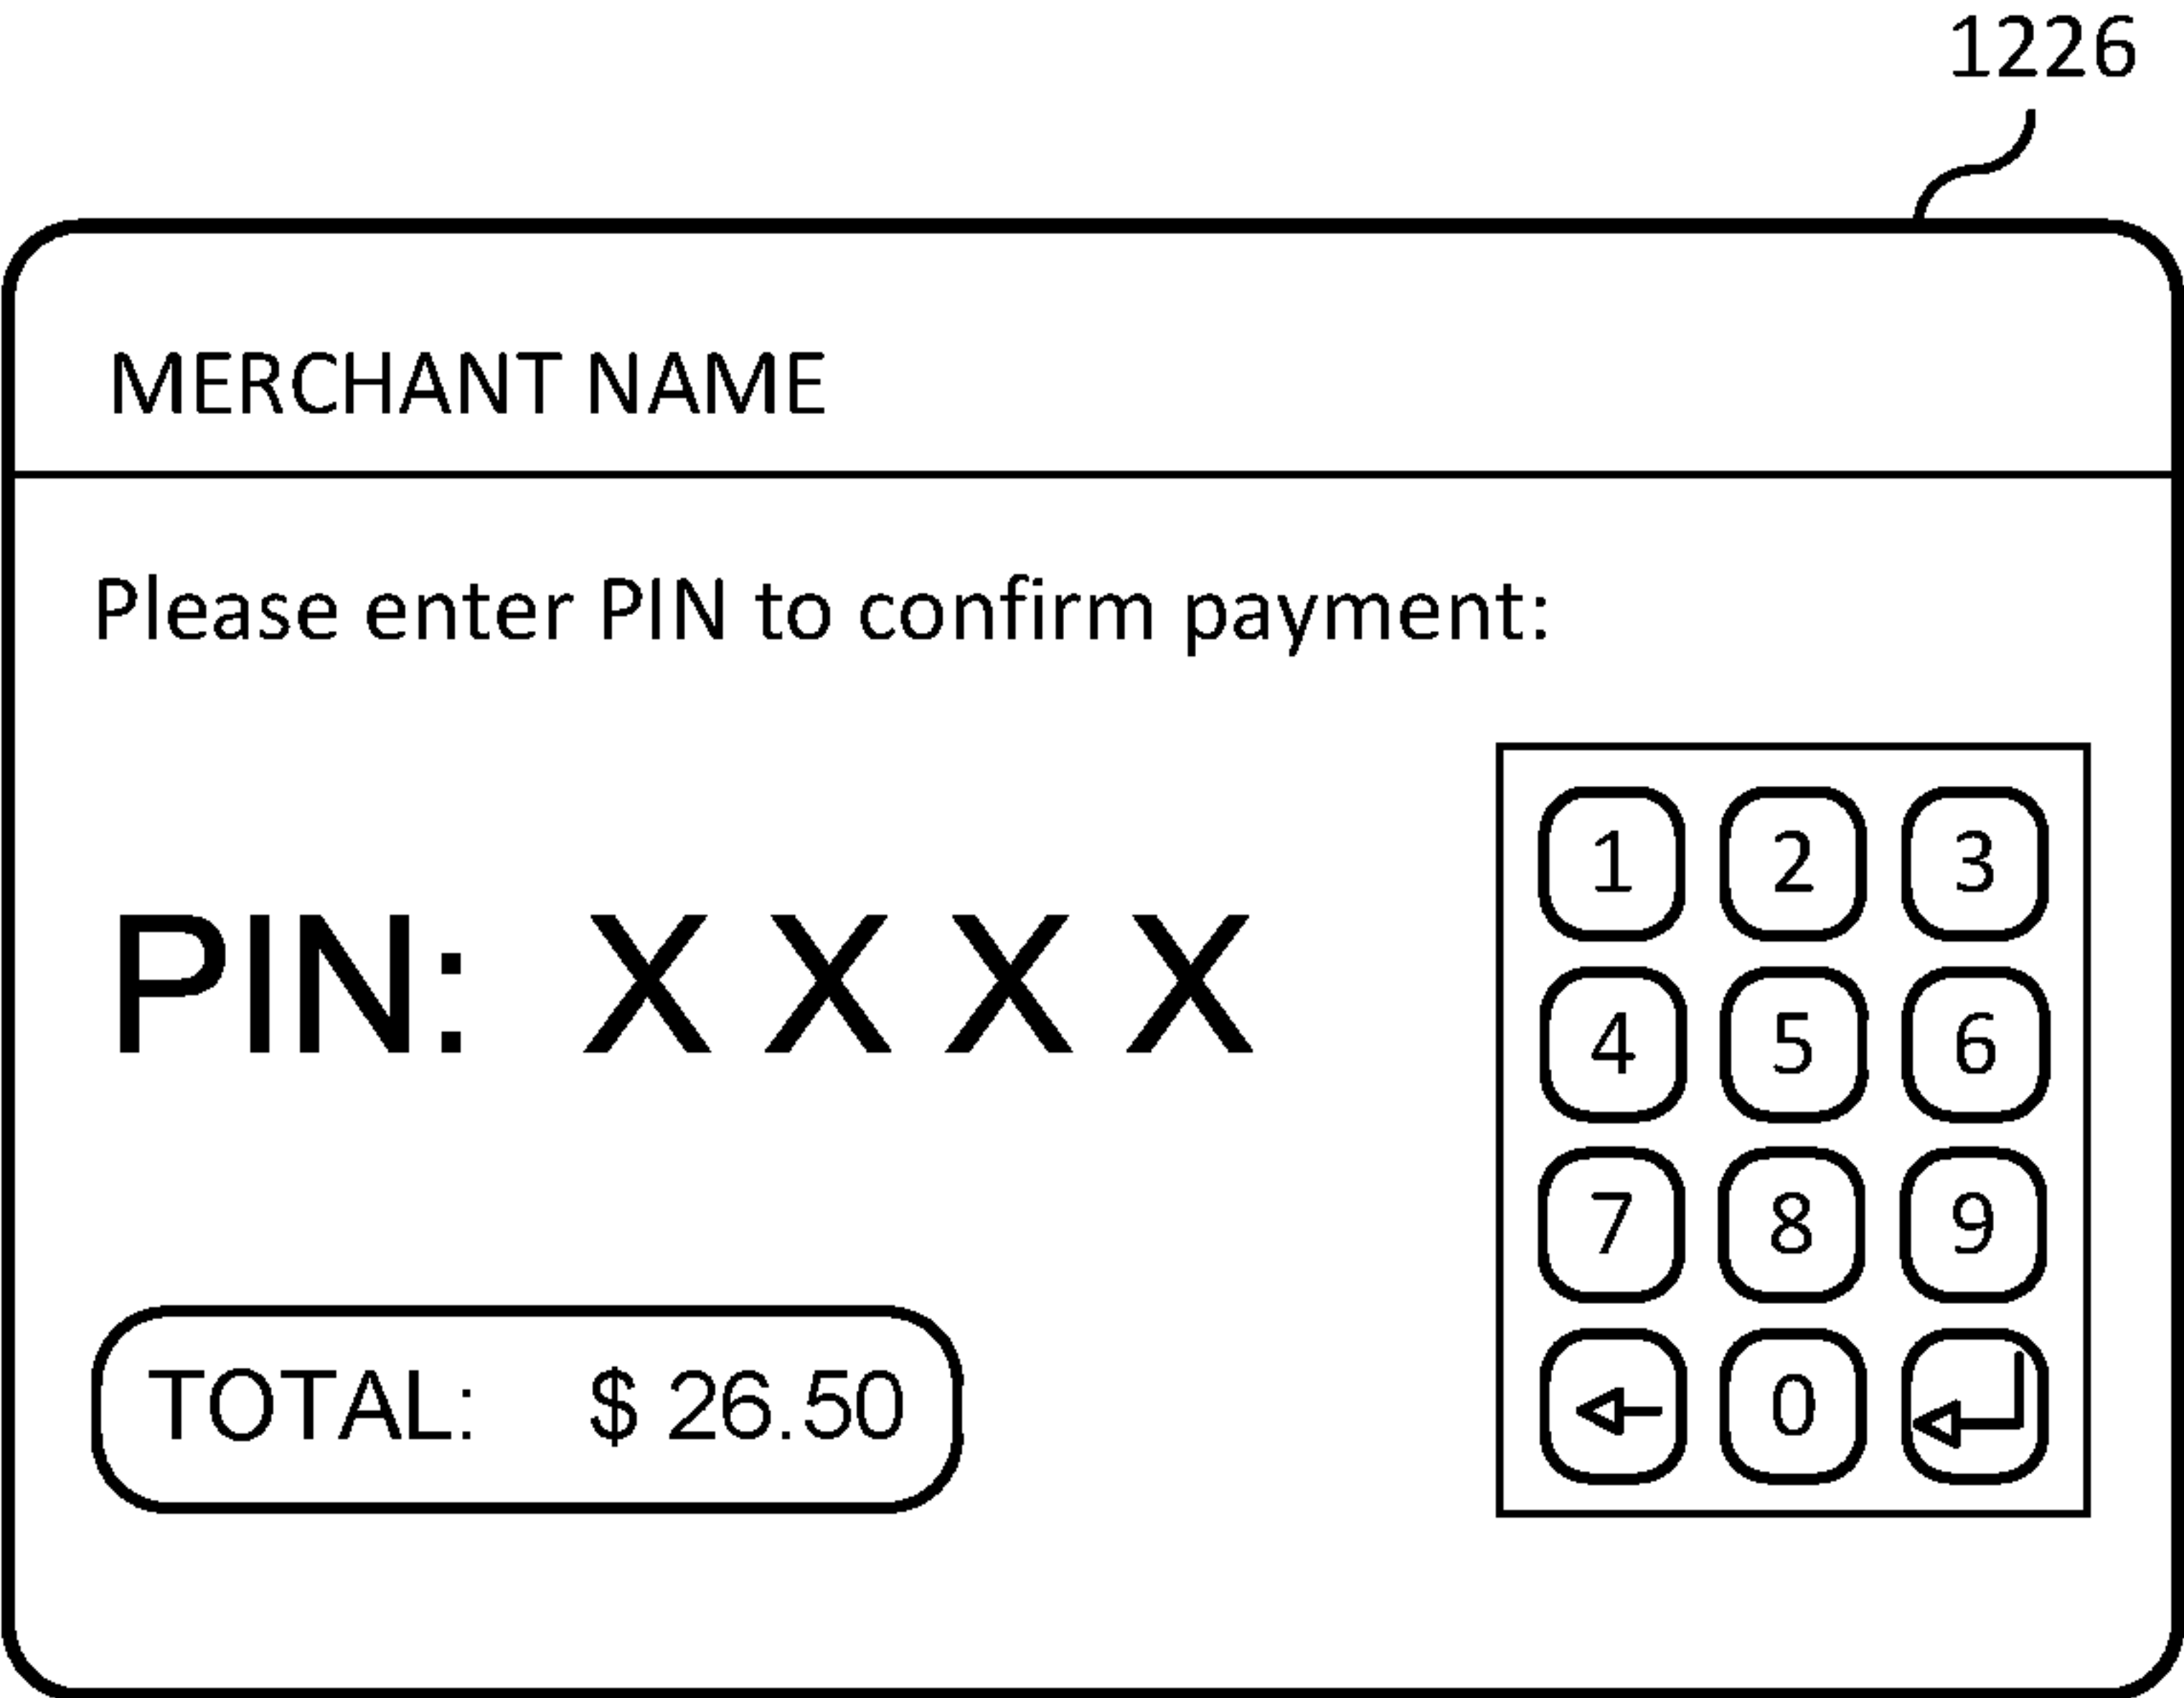 1226
MERCHANT NAME
Please enter PIN to confirm payment:
1 2 3
PIN: X X X X
4 5 6
7 8 9
TOTAL: $ 26.50
0